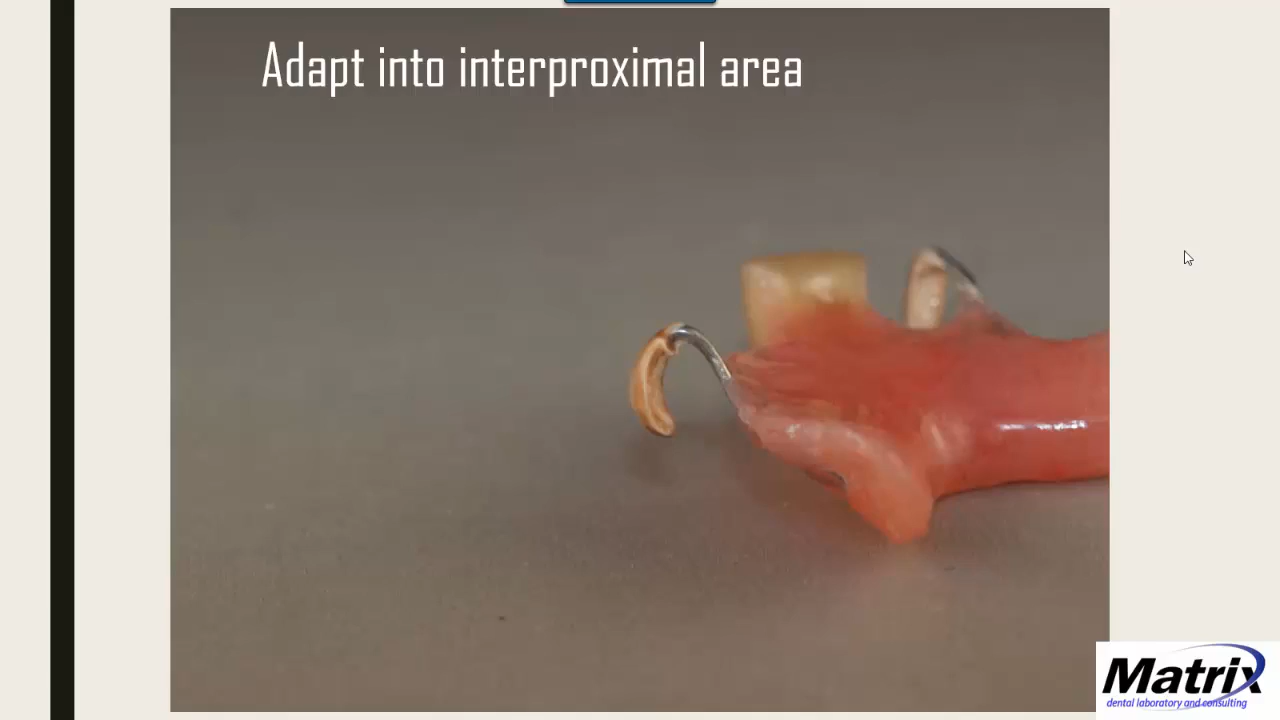 Adapt into interproximal area
Matrix
dental laboratory and consulting